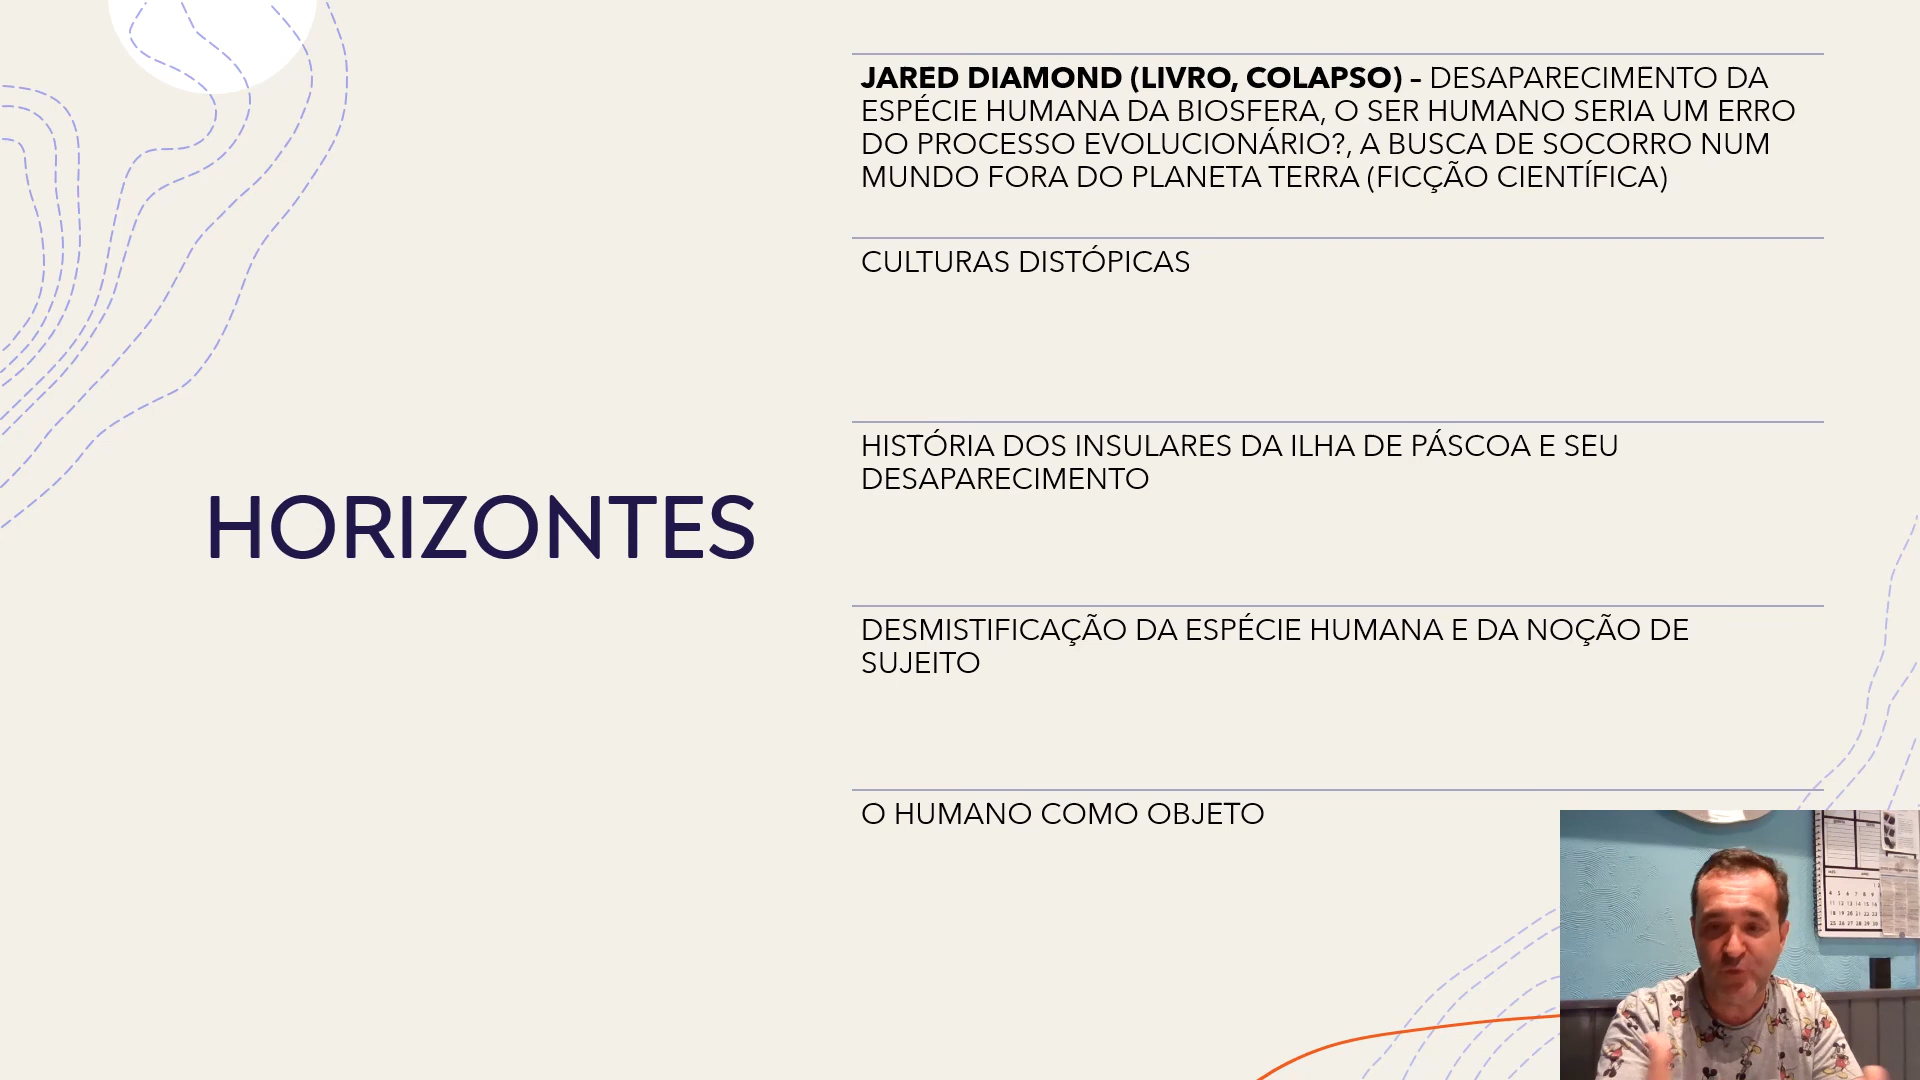 HORIZONTES
JARED DIAMOND (LIVRO, COLAPSO) – DESAPARECIMENTO DA
ESPÉCIE HUMANA DA BIOSFERA, O SER HUMANO SERIA UM ERRO
DO PROCESSO EVOLUCIONÁRIO?, A BUSCA DE SOCORRO NUM
MUNDO FORA DO PLANETA TERRA (FICÇÃO CIENTÍFICA)
CULTURAS DISTÓPICAS
HISTÓRIA DOS INSULARES DA ILHA DE PÁSCOA E SEU
DESAPARECIMENTO
DESMISTIFICAÇÃO DA ESPÉCIE HUMANA E DA NOÇÃO DE
SUJEITO
O HUMANO COMO OBJETO